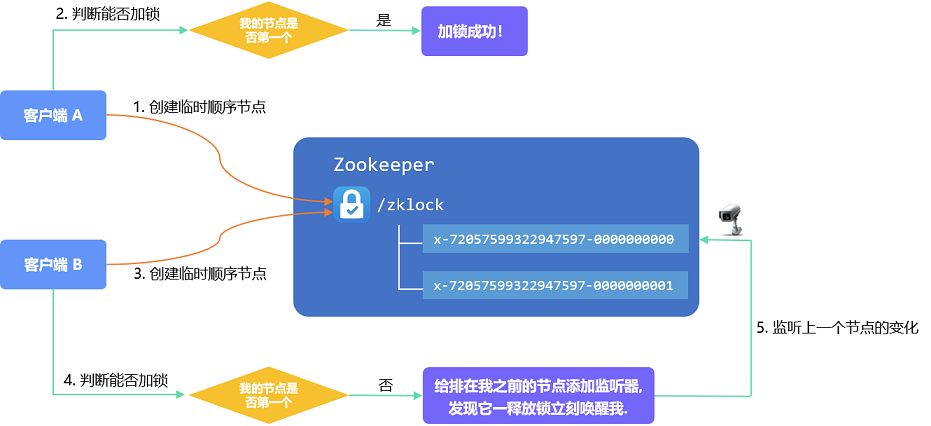 2. 判断能否加锁
我的节点是
否第一个
是
加锁成功！
客户端 A
1. 创建临时顺序节点
Zookeeper
/zklock
x-72057599322947597-0000000000
x-72057599322947597-0000000001
客户端 B
3. 创建临时顺序节点
5. 监听上一个节点的变化
4. 判断能否加锁
我的节点是
否第一个
否
给排在我之前的节点添加监听器,
发现它一释放锁立刻唤醒我.